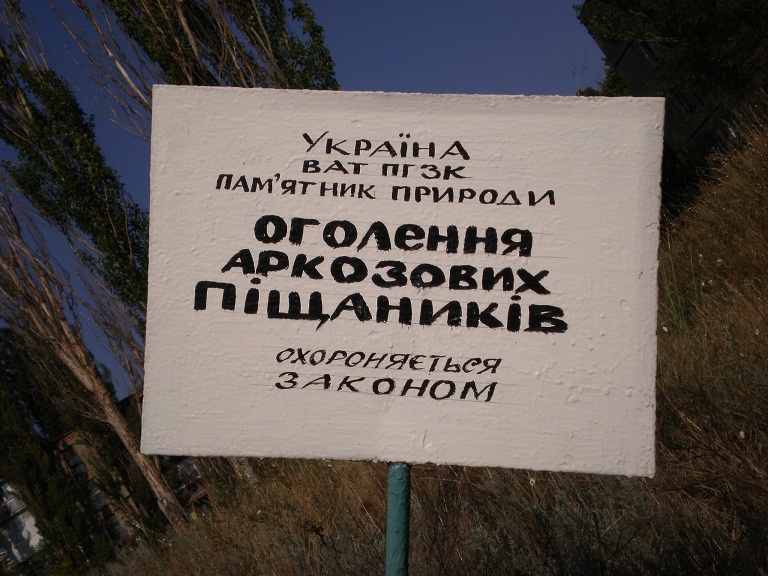 УКРАЇНА
ВАТ ПГЗК
ПАМ'ЯТНИК ПРИРОДИ
ОГОЛЕННЯ
АРКОЗОВИХ
ПІЩАНИКІВ
ОХОРОНЯЄТЬСЯ
ЗАКОНОМ